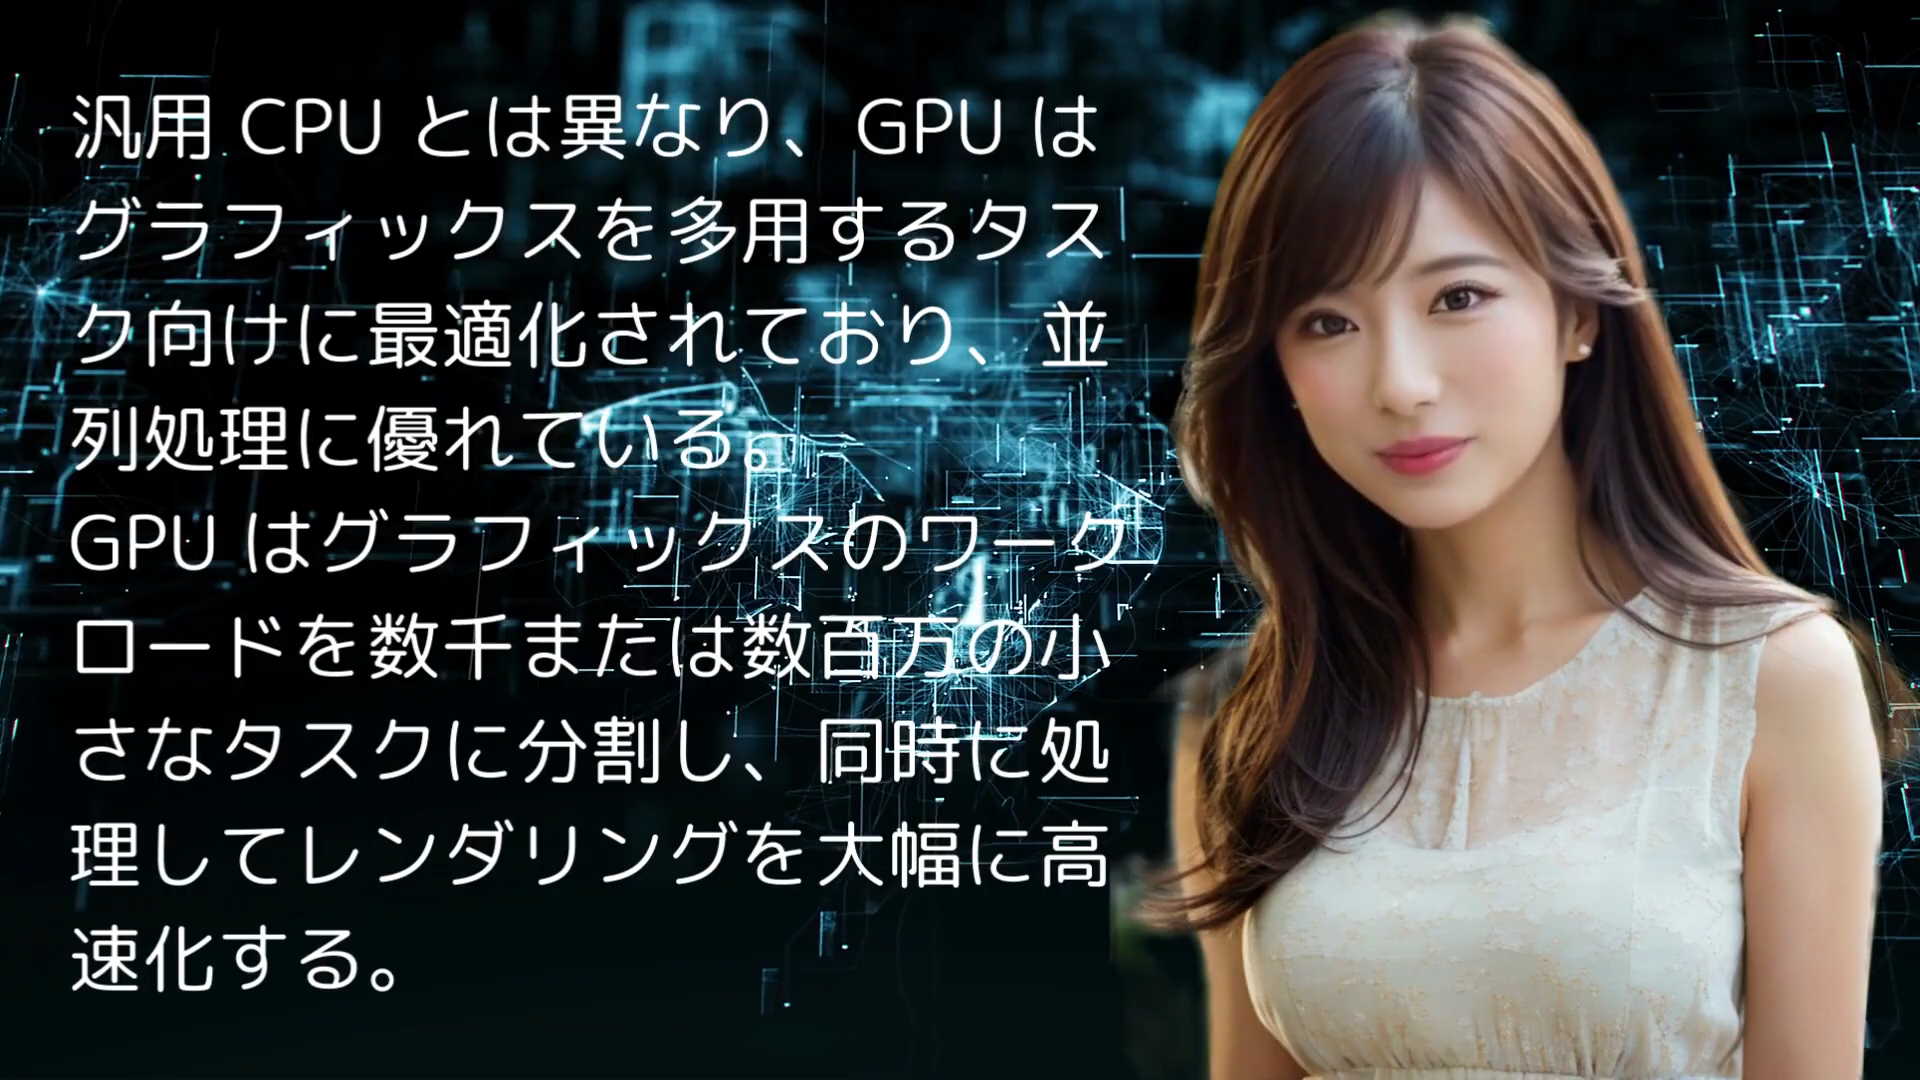 汎用 CPU とは異なり、GPU は
グラフィックスを多用するタス
ク向けに最適化されており、並
列処理に優れている。
GPU はグラフィックスのワーク
ロードを数千または数百万の小
さなタスクに分割し、同時に処
理してレンダリングを大幅に高
速化する。